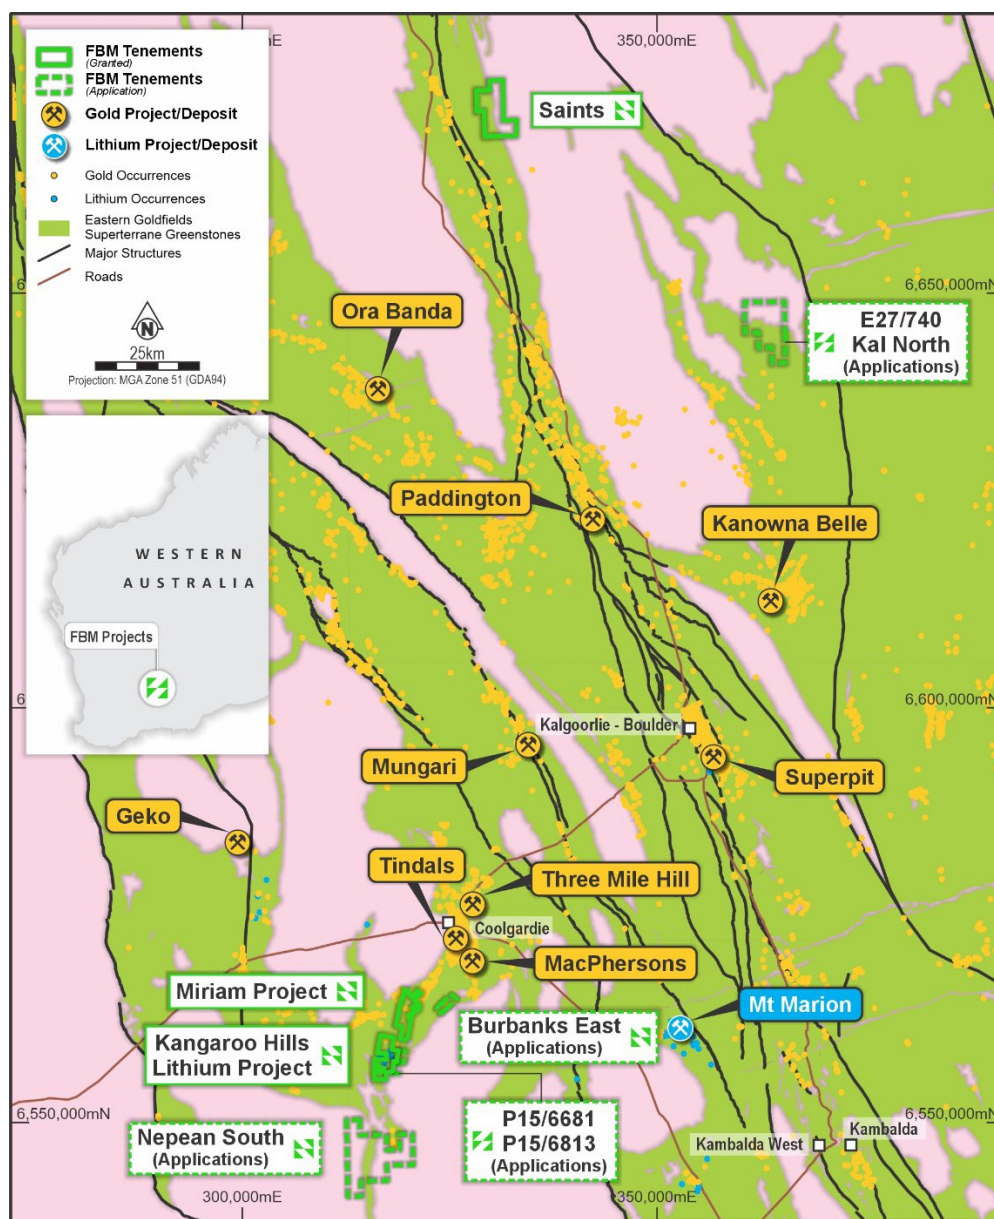 FBM Tenements
(Granted)
FBM Tenements
(Application)
Gold Project/Deposit
Lithium Project/Deposit
Gold Occurrences
Lithium Occurrences
Eastern Goldfields
Superterrane Greenstones
Major Structures
Roads
N
25km
Projection: MGA Zone 51 (GDA94)
mE
350,000mE
Saints
6,650,000mN
E27/740
Kal North
(Applications)
Ora Banda
Paddington
Kanowna Belle
WESTERN
AUSTRALIA
FBM Projects
6,600,000mN
Kalgoorlie - Boulder
Mungari
Superpit
Geko
Tindals
Three Mile Hill
Coolgardie
MacPhersons
Miriam Project
Mt Marion
Burbanks East
(Applications)
Kangaroo Hills
Lithium Project
6,550,000mN
6,550,000mN
P15/6681
P15/6813
(Applications)
Nepean South
(Applications)
Kambalda West
Kambalda
300,000mE
350,000mE